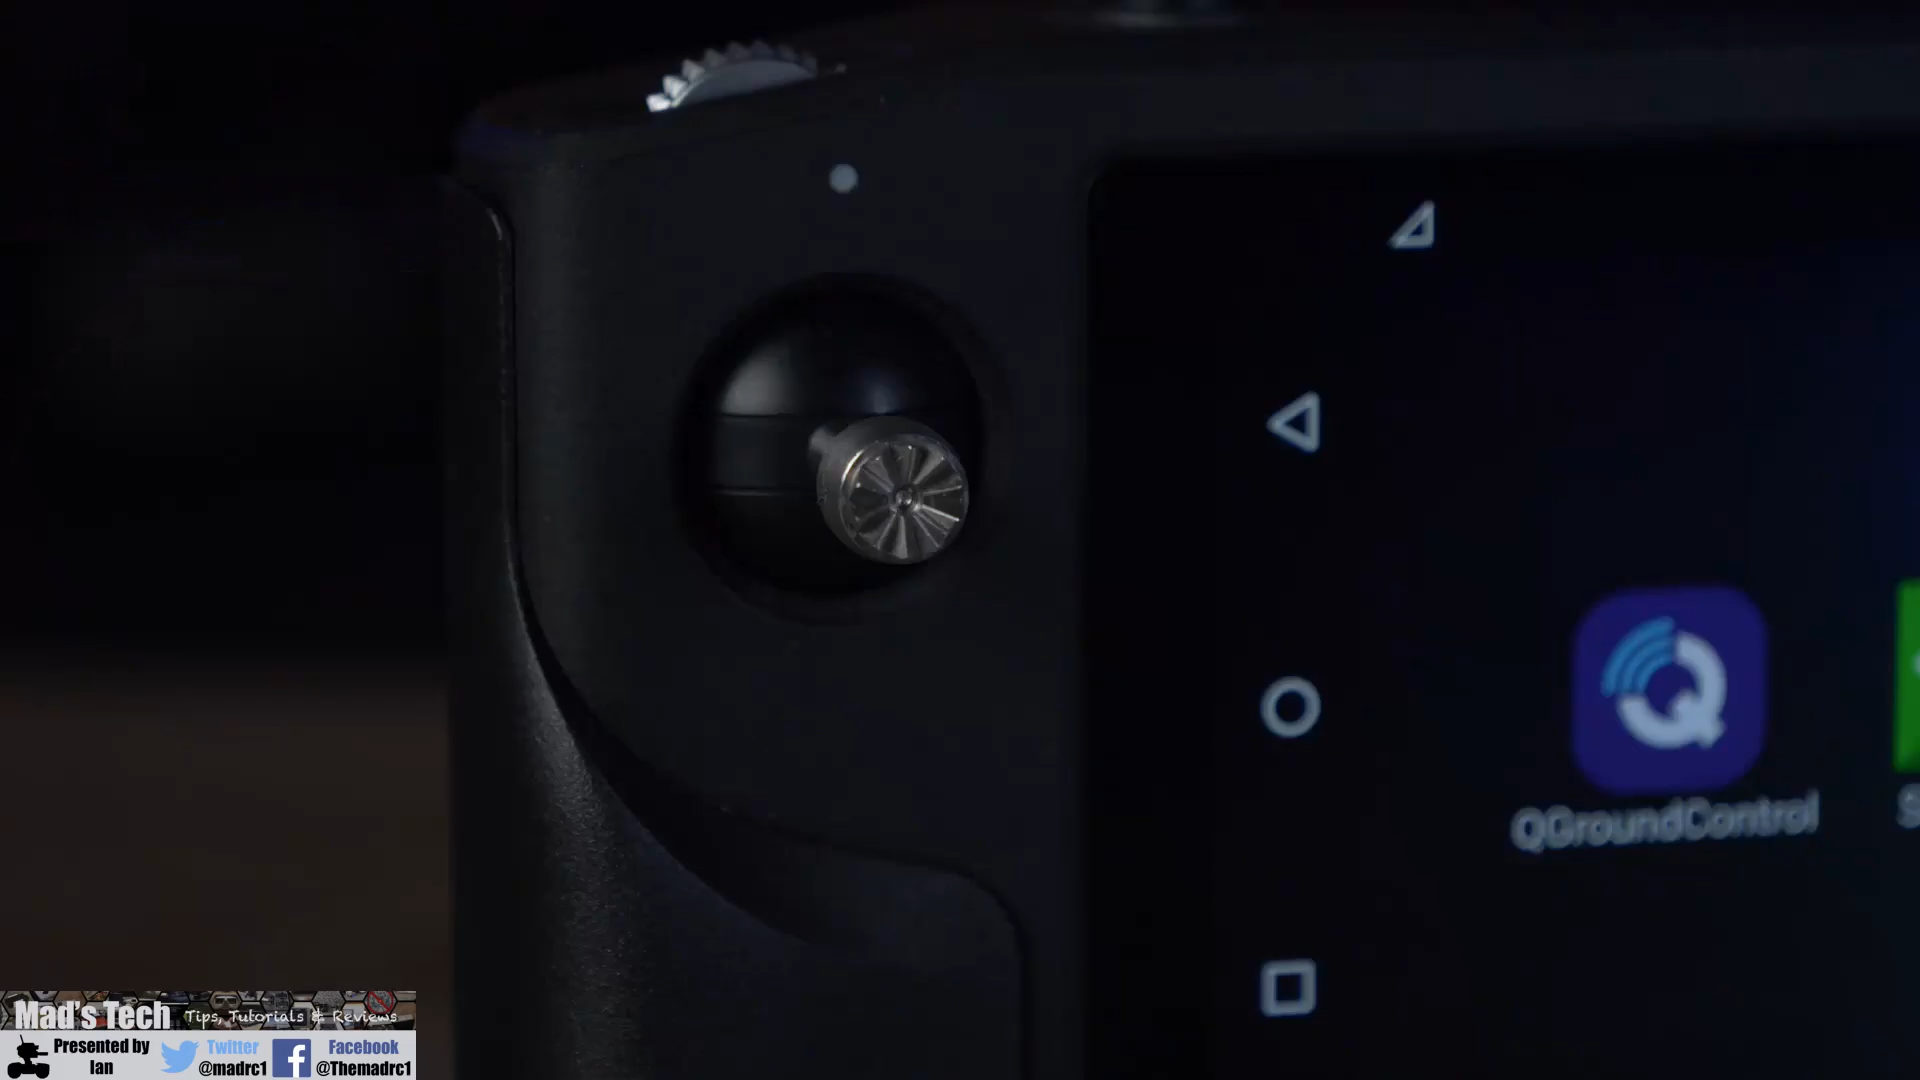 QGroundControl
Mad's Tech Tips, Tutorials & Reviews
Presented by Ian
Twitter @madrc1
Facebook @Themadrc1